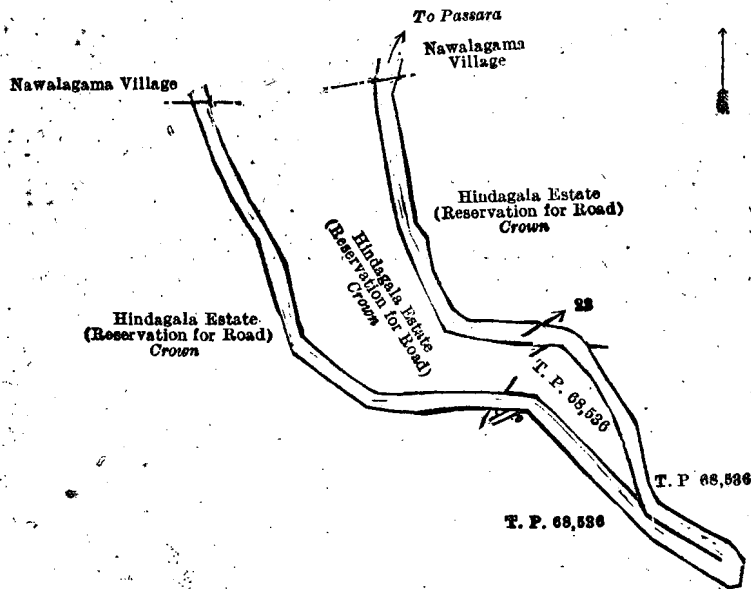 To Passara
Nawalagama
Village
Nawalagama Village
Hindagala Estate
(Reservation for Road)
Crown
Hindagala Estate
(Reservation for Road)
Crown
Hindagala Estate
(Reservation for Road)
Crown
22
T. P. 68,536
T. P 68,536
T. P. 68,536